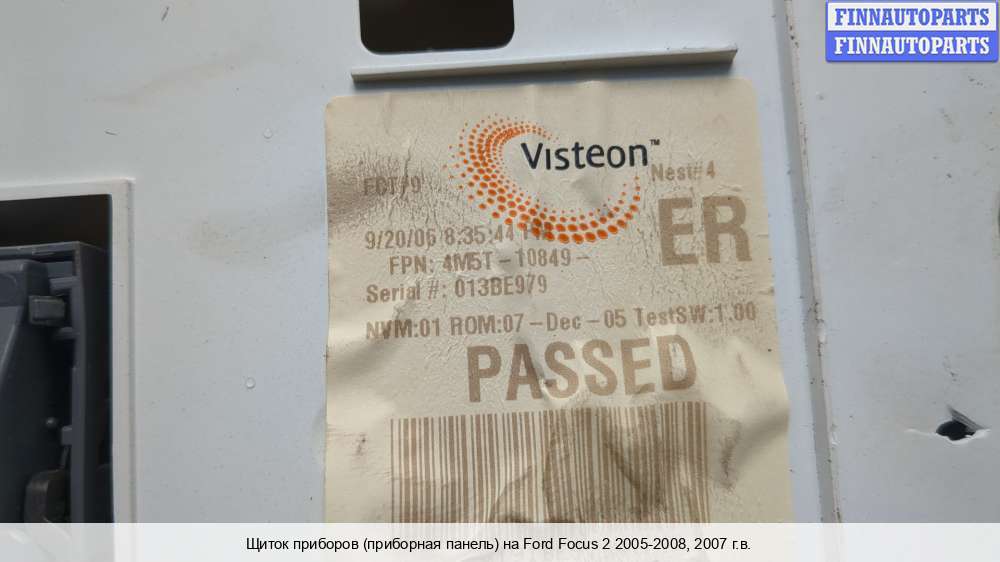 FINNAUTOPARTS
FINNAUTOPARTS
Visteon™
FCT/9 Nest#4
ER
9/20/06 8:35:44
FPN: 4M5T-10849-
Serial #: 013BE979
NVM:01 ROM:07-Dec-05 TestSW:1.00
PASSED
Щиток приборов (приборная панель) на Ford Focus 2 2005-2008, 2007 г.в.